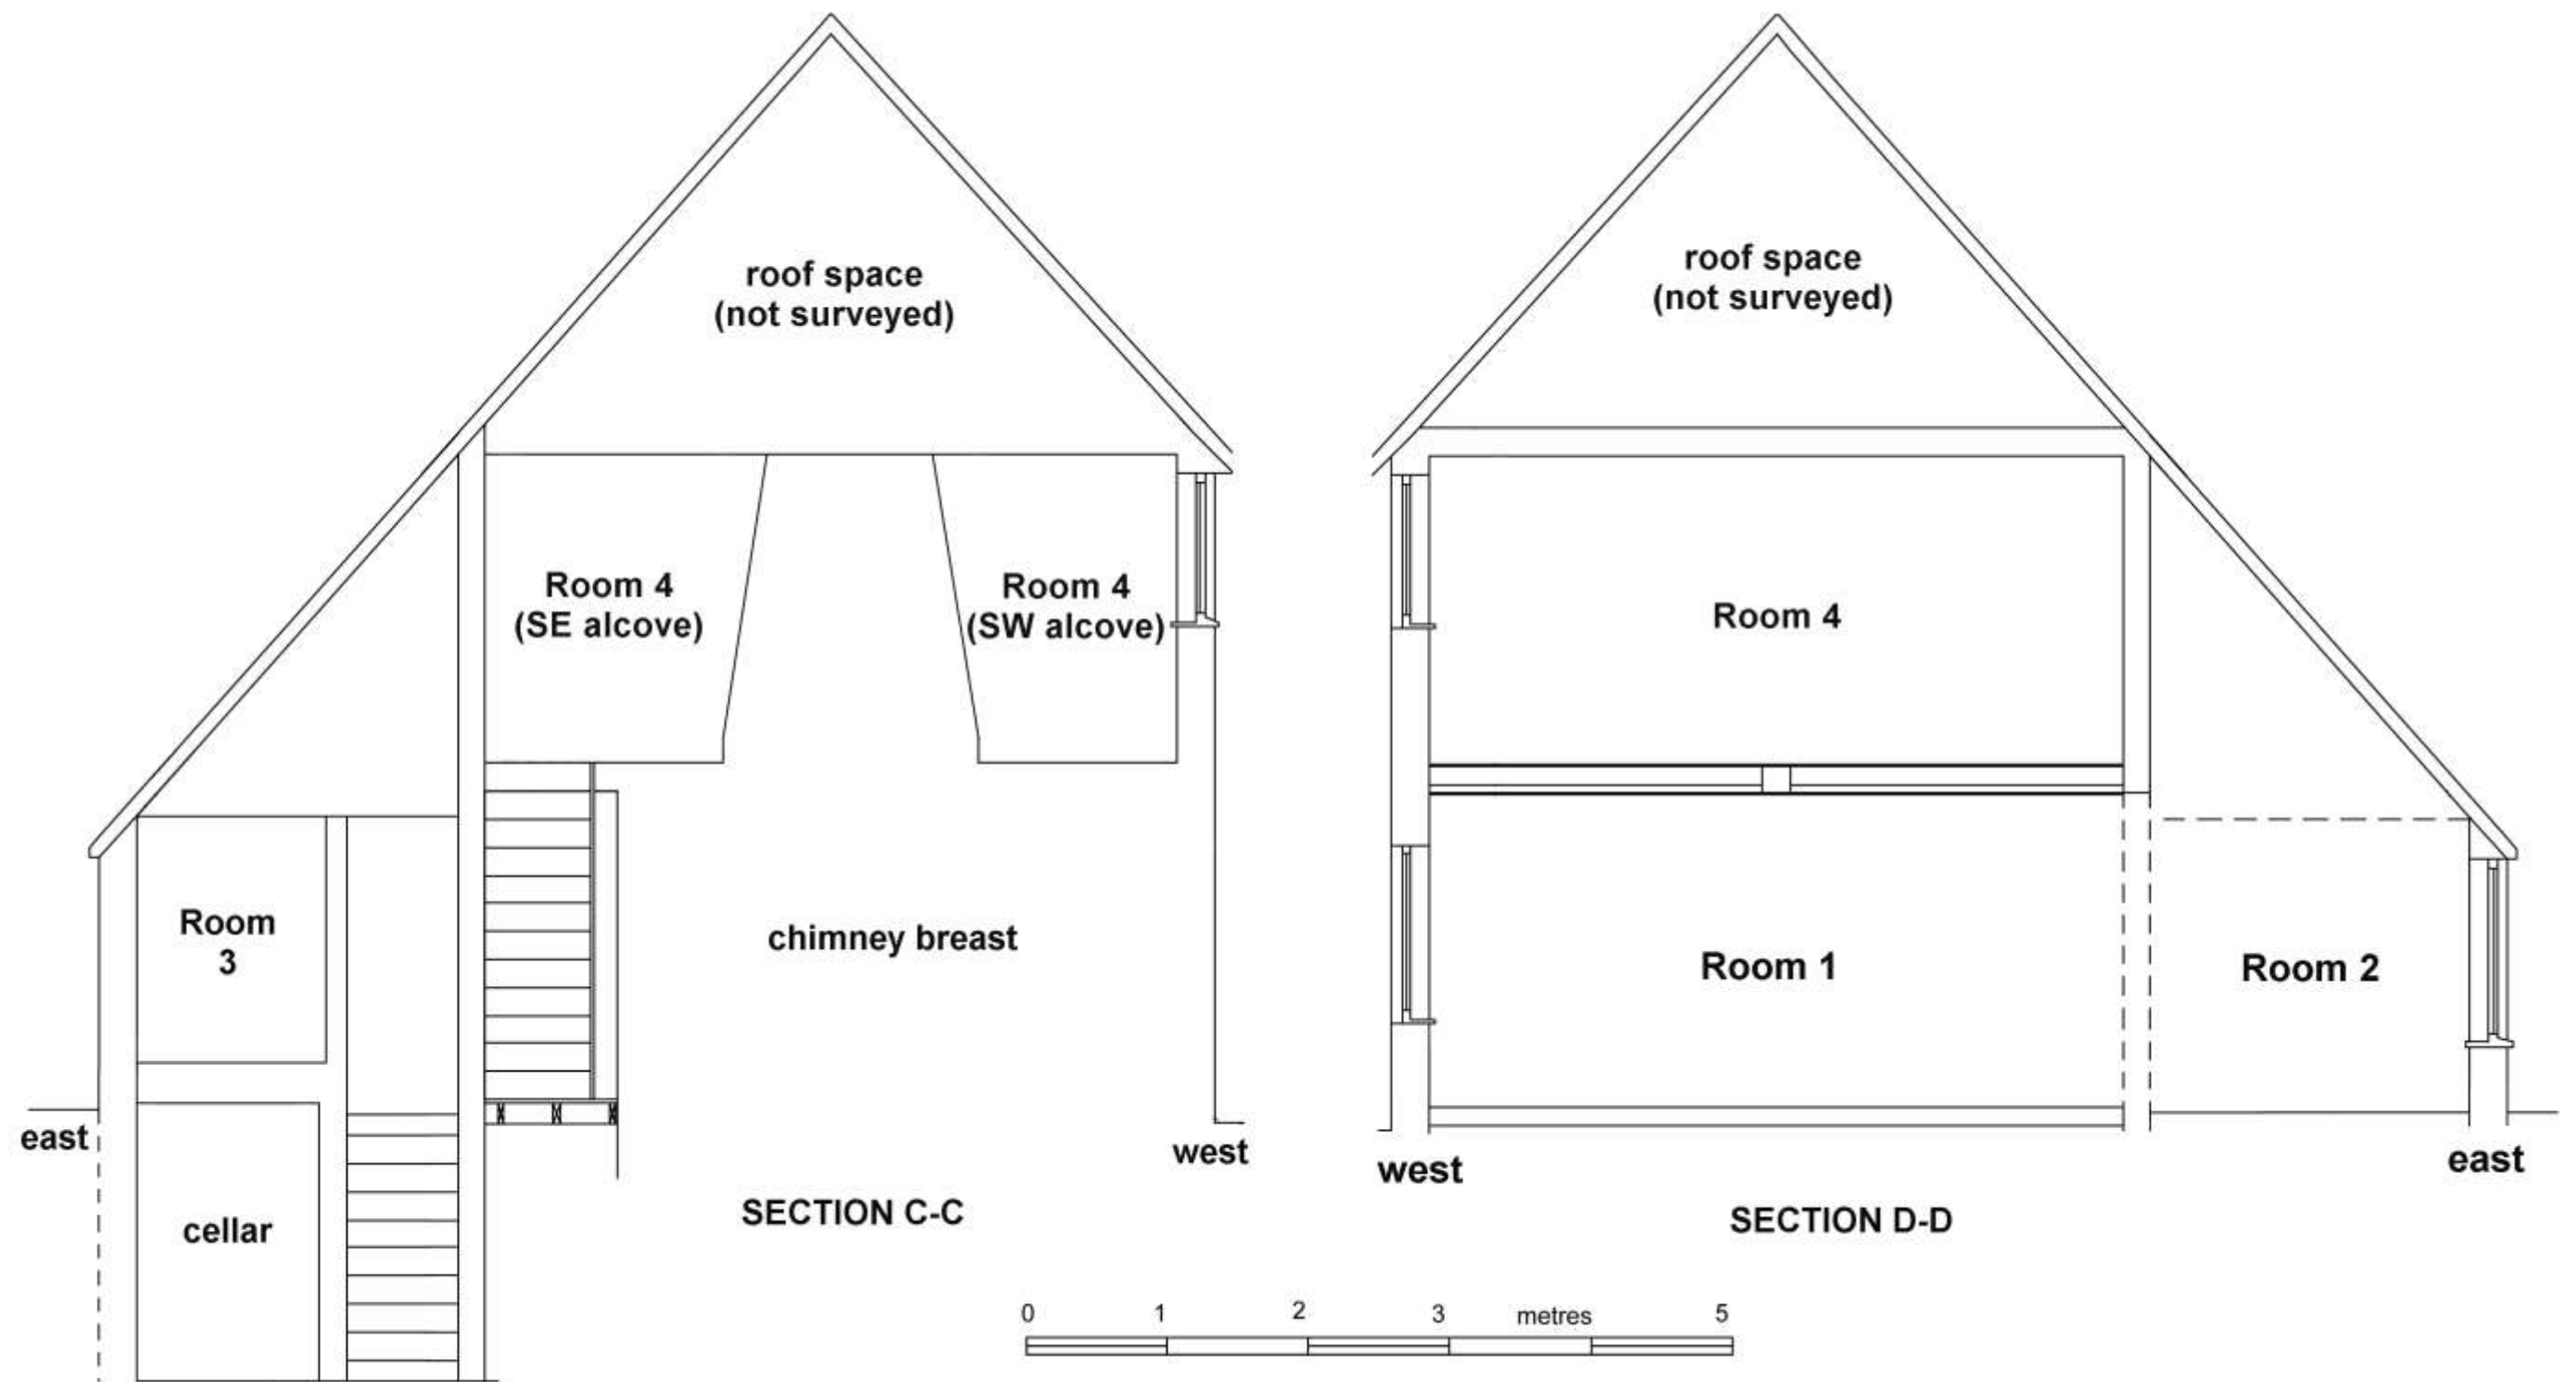 roof space
(not surveyed)
roof space
(not surveyed)
Room 4
(SE alcove)
Room 4
(SW alcove)
Room 4
Room
3
chimney breast
Room 1
Room 2
east
west
west
east
cellar
SECTION C-C
SECTION D-D
0 1 2 3 metres 5